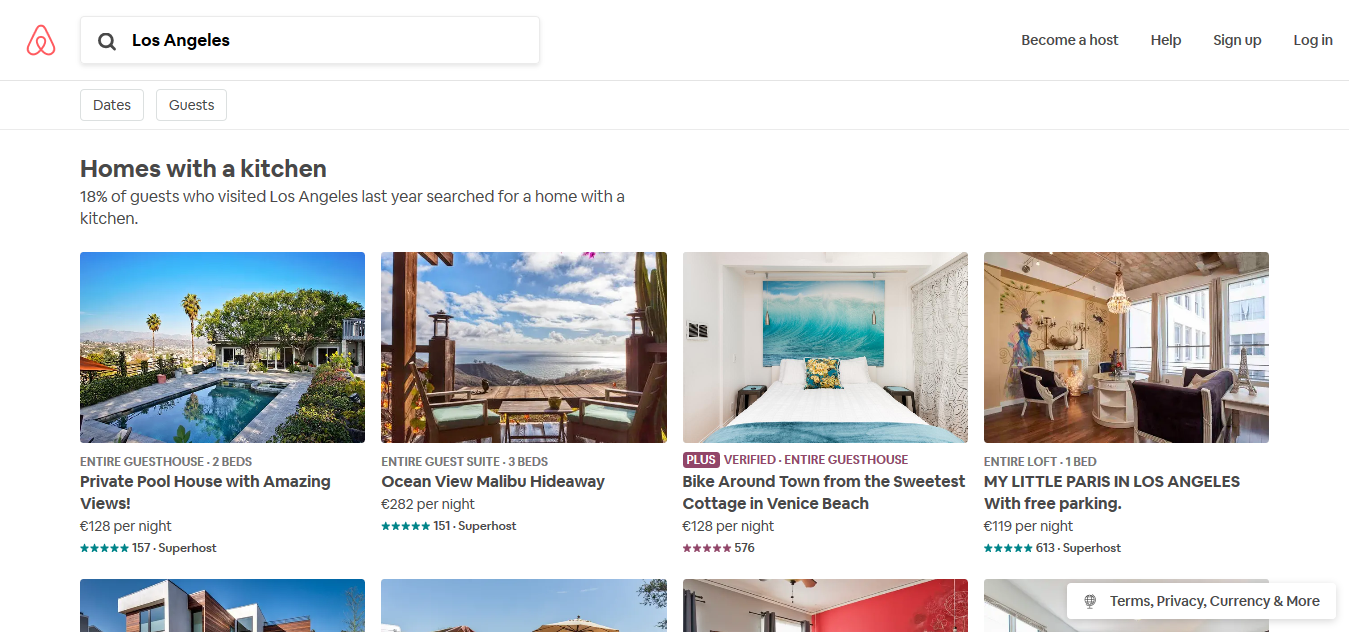 Los Angeles
Become a host
Help
Sign up
Log in
Dates
Guests
Homes with a kitchen
18% of guests who visited Los Angeles last year searched for a home with a
kitchen.
ENTIRE GUESTHOUSE · 2 BEDS
Private Pool House with Amazing
Views!
€128 per night
157 · Superhost
ENTIRE GUEST SUITE · 3 BEDS
Ocean View Malibu Hideaway
€282 per night
151 · Superhost
PLUS VERIFIED · ENTIRE GUESTHOUSE
Bike Around Town from the Sweetest
Cottage in Venice Beach
€128 per night
576
ENTIRE LOFT · 1 BED
MY LITTLE PARIS IN LOS ANGELES
With free parking.
€119 per night
613 · Superhost
Terms, Privacy, Currency & More